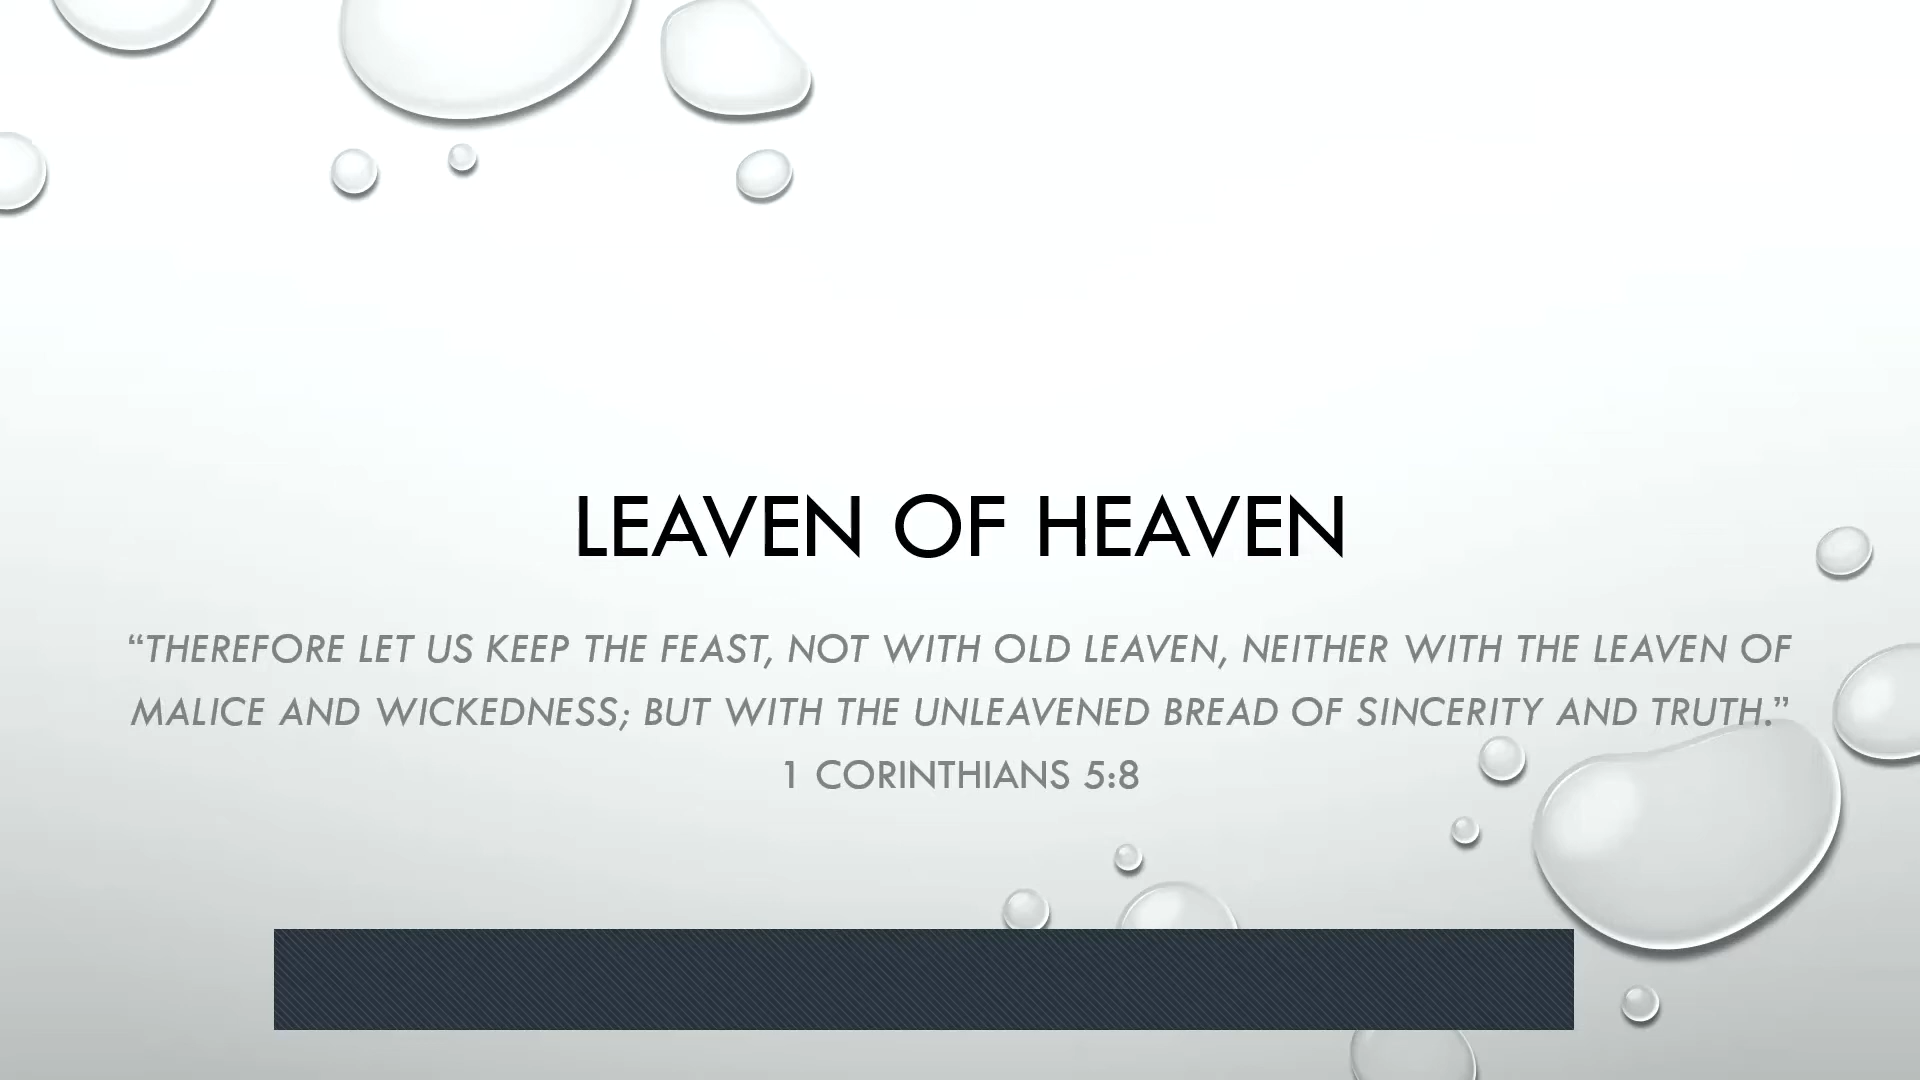 LEAVEN OF HEAVEN
“THEREFORE LET US KEEP THE FEAST, NOT WITH OLD LEAVEN, NEITHER WITH THE LEAVEN OF
MALICE AND WICKEDNESS; BUT WITH THE UNLEAVENED BREAD OF SINCERITY AND TRUTH.”
1 CORINTHIANS 5:8